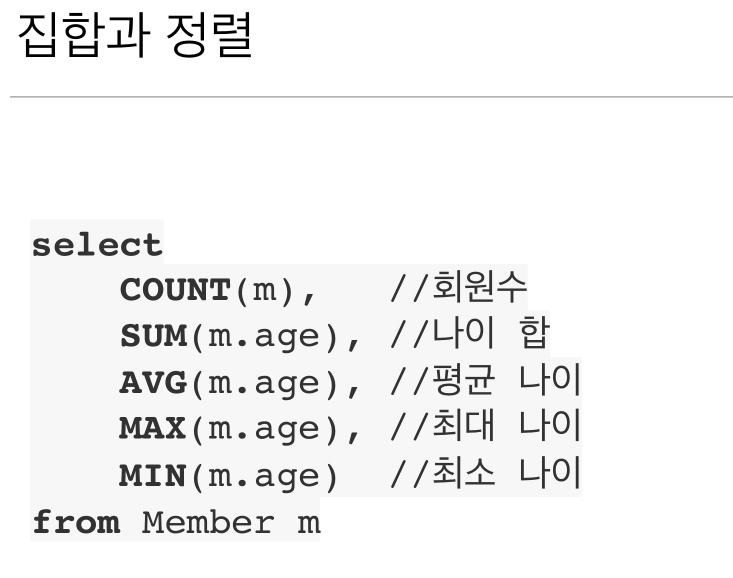 집합과 정렬
select
    COUNT(m),   //회원수
    SUM(m.age), //나이 합
    AVG(m.age), //평균 나이
    MAX(m.age), //최대 나이
    MIN(m.age)  //최소 나이
from Member m